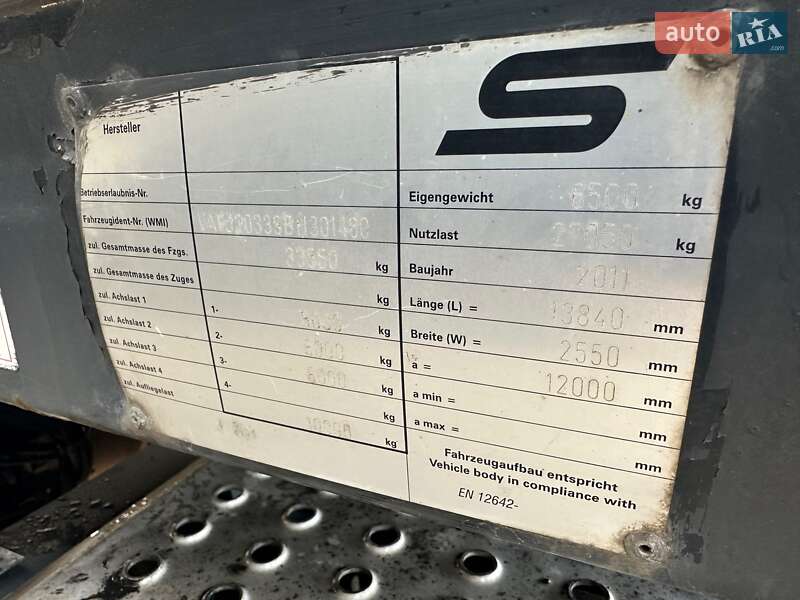 auto RIA
Hersteller
Betriebserlaubnis-Nr.
Fahrzeugident-Nr. (WMI)
zul. Gesamtmasse des Fzgs. 33550 kg
zul. Gesamtmasse des Zuges kg
zul. Achslast 1 1- kg
zul. Achslast 2 2- kg
zul. Achslast 3 3- kg
zul. Achslast 4 4- kg
zul. Aufliegelast kg
S
Eigengewicht 6500 kg
Nutzlast kg
Baujahr 2011
Länge (L) = 13840 mm
Breite (W) = 2550 mm
a = 12000 mm
a min = mm
a max = mm
Fahrzeugaufbau entspricht
Vehicle body in compliance with
EN 12642-